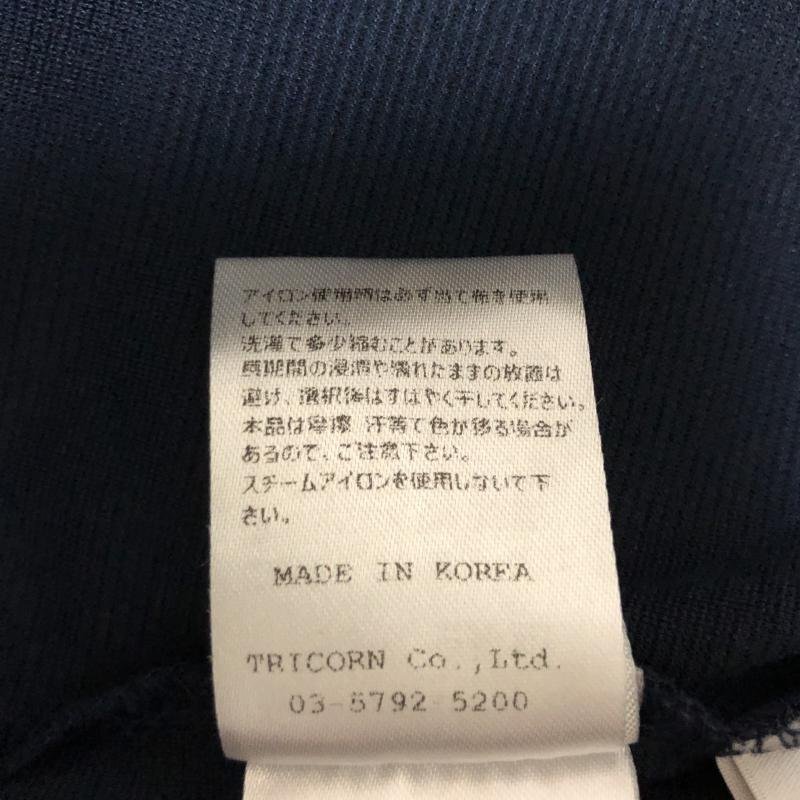 アイロン使用時は必ず当て布を使用
してください。
洗濯で多少縮むことがあります。
長期間の浸漬や濡れたままの放置は
避け、選択後はすばやく干してください。
本品は摩擦 汗等で色が移る場合が
あるので、ご注意下さい。
スチームアイロンを使用しないで下
さい。
MADE IN KOREA
TRICORN Co.,Ltd.
03-5792-5200